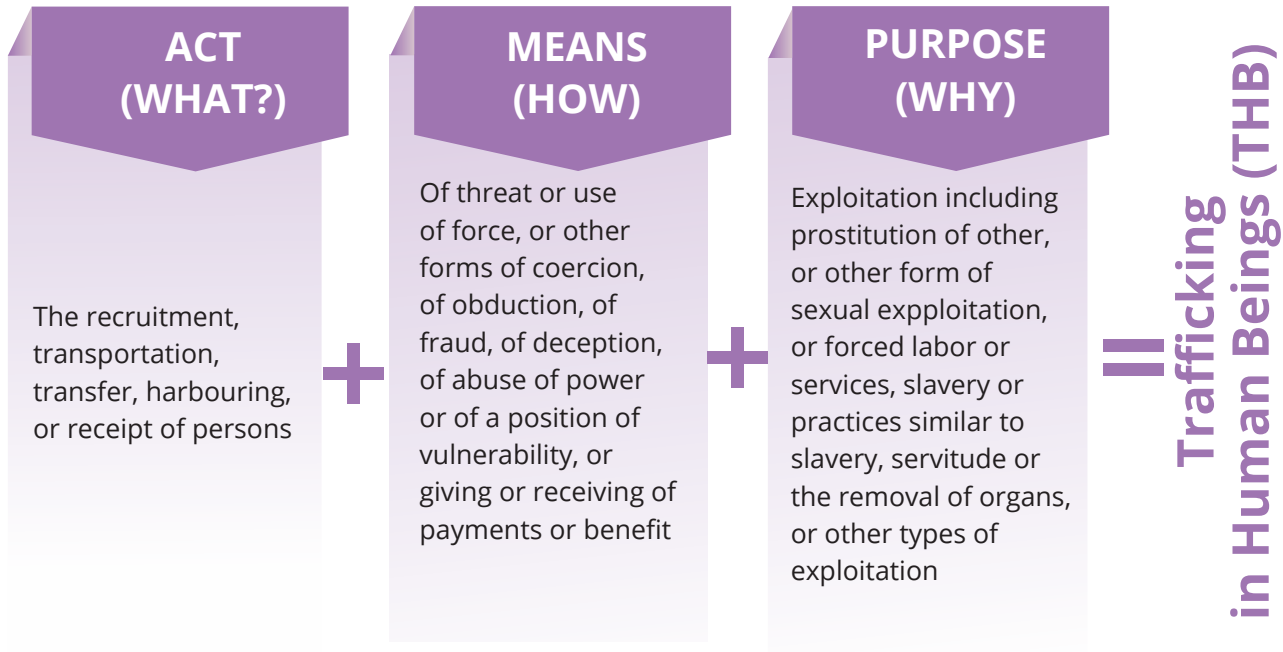 ACT
(WHAT?)
The recruitment,
transportation,
transfer, harbouring,
or receipt of persons
+
MEANS
(HOW)
Of threat or use
of force, or other
forms of coercion,
of obduction, of
fraud, of deception,
of abuse of power
or of a position of
vulnerability, or
giving or receiving of
payments or benefit
+
PURPOSE
(WHY)
Exploitation including
prostitution of other,
or other form of
sexual expploitation,
or forced labor or
services, slavery or
practices similar to
slavery, servitude or
the removal of organs,
or other types of
exploitation
=
Trafficking
in Human Beings (THB)